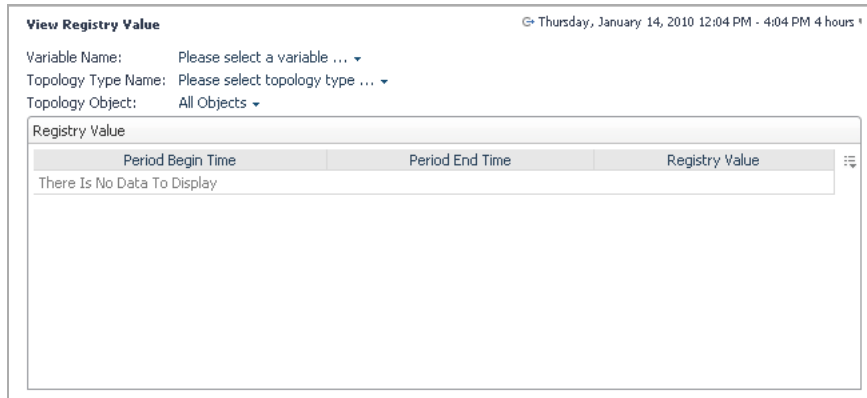 View Registry Value
Thursday, January 14, 2010 12:04 PM - 4:04 PM 4 hours
Variable Name: Please select a variable ...
Topology Type Name: Please select topology type ...
Topology Object: All Objects
Registry Value
Period Begin Time Period End Time Registry Value
There Is No Data To Display